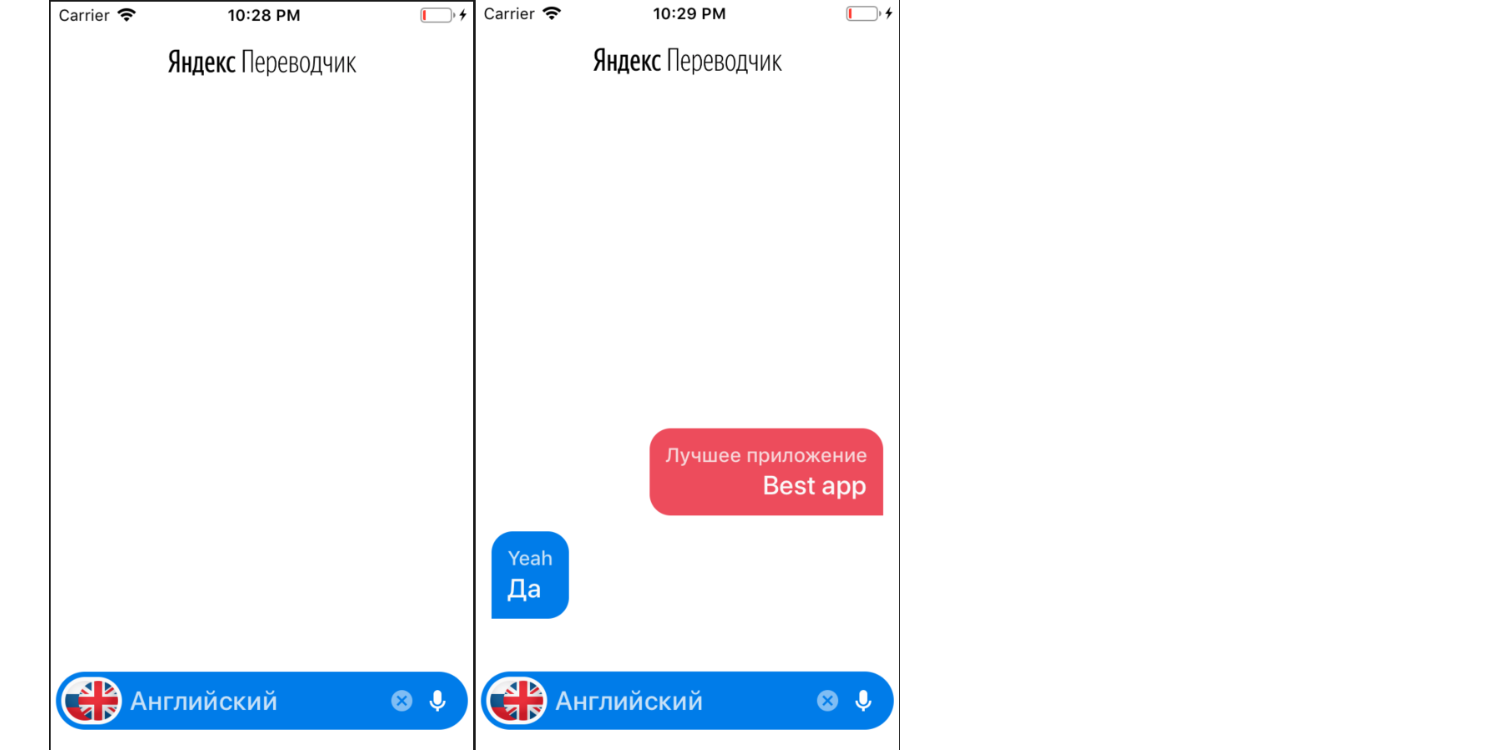 Carrier
10:28 PM
Яндекс Переводчик
Английский
Carrier
10:29 PM
Яндекс Переводчик
Лучшее приложение
Best app
Yeah
Да
Английский